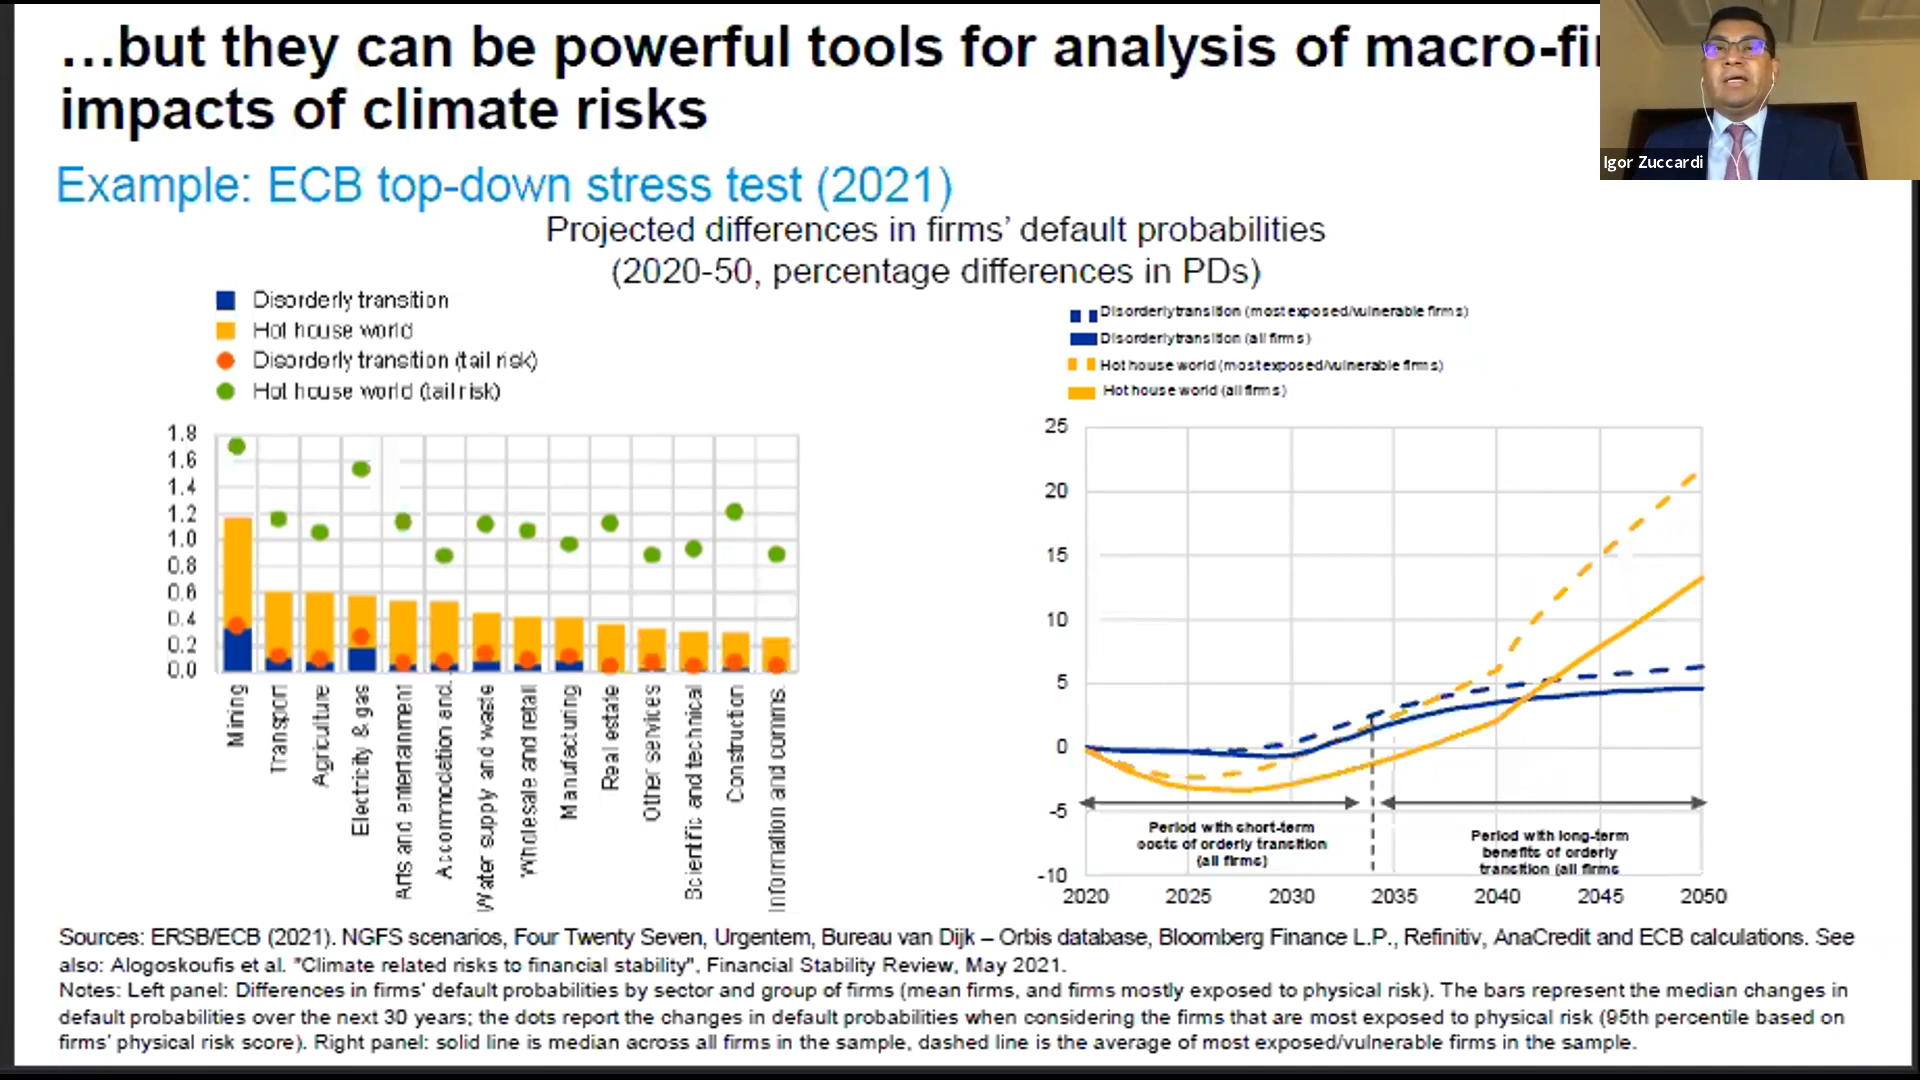 ...but they can be powerful tools for analysis of macro-fi
impacts of climate risks
Igor Zuccardi
Example: ECB top-down stress test (2021)
Projected differences in firms' default probabilities
(2020-50, percentage differences in PDs)
Disorderly transition
Hot house world
Disorderly transition (tail risk)
Hot house world (tail risk)
1.8
1.6
1.4
1.2
1.0
0.8
0.6
0.4
0.2
0.0
Mining
Transport
Agriculture
Electricity & gas
Arts and entertainment
Accommodation and.
Water supply and waste
Wholesale and retail
Manufacturing
Real estate
Other services
Scientific and technical
Construction
Information and comms.
Disorderly transition (most exposed/vulnerable firms)
Disorderly transition (all firms)
Hot house world (most exposed/vulnerable firms)
Hot house world (all firms)
25
20
15
10
5
0
-5
-10
Period with short-term
costs of orderly transition
(all firms)
Period with long-term
benefits of orderly
transition (all firms
2020 2025 2030 2035 2040 2045 2050
Sources: ERSB/ECB (2021). NGFS scenarios, Four Twenty Seven, Urgentem, Bureau van Dijk – Orbis database, Bloomberg Finance L.P., Refinitiv, AnaCredit and ECB calculations. See
also: Alogoskoufis et al. "Climate related risks to financial stability", Financial Stability Review, May 2021.
Notes: Left panel: Differences in firms' default probabilities by sector and group of firms (mean firms, and firms mostly exposed to physical risk). The bars represent the median changes in
default probabilities over the next 30 years; the dots report the changes in default probabilities when considering the firms that are most exposed to physical risk (95th percentile based on
firms' physical risk score). Right panel: solid line is median across all firms in the sample, dashed line is the average of most exposed/vulnerable firms in the sample.